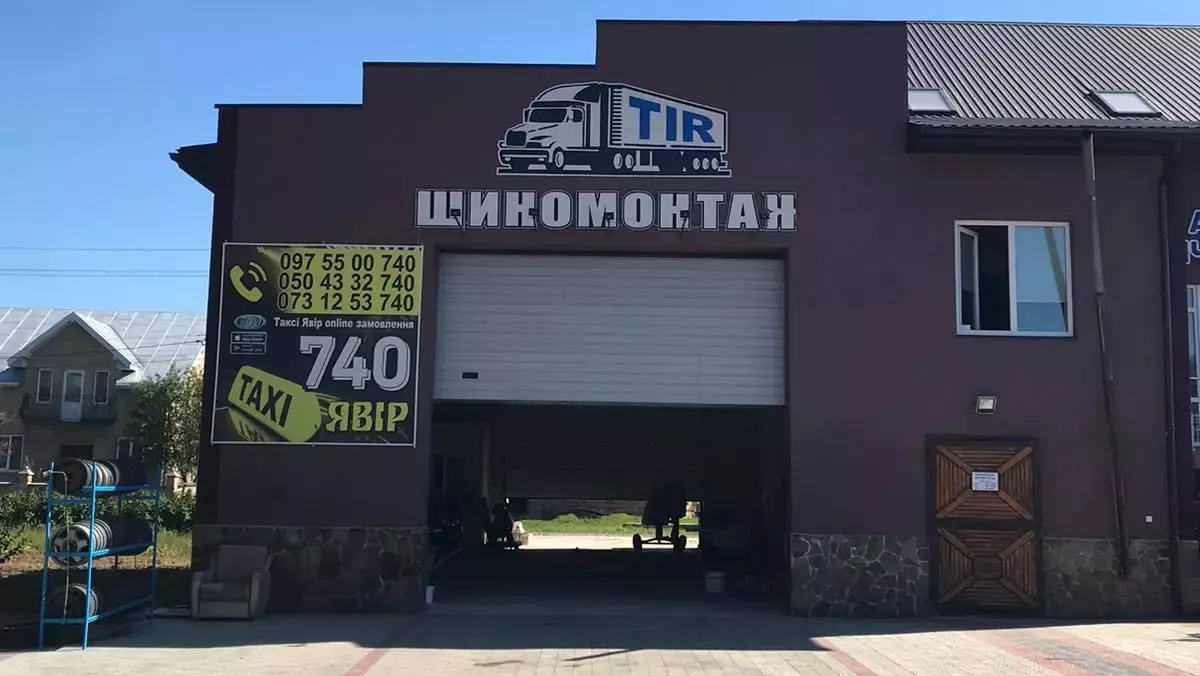 TIR
ШИНОМОНТАЖ
097 55 00 740
050 43 32 740
073 12 53 740
Таксі Явір online замовлення
740
TAXI
ЯВІР